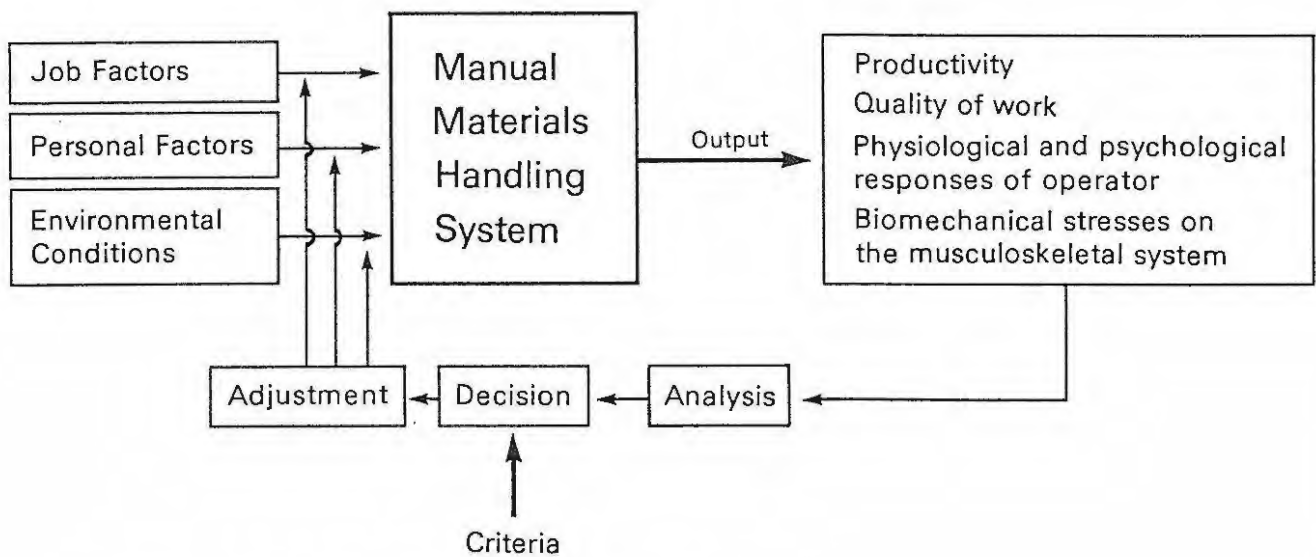 Job Factors
Personal Factors
Environmental
Conditions
Manual
Materials
Handling
System
Output
Productivity
Quality of work
Physiological and psychological
responses of operator
Biomechanical stresses on
the musculoskeletal system
Adjustment
Decision
Analysis
Criteria